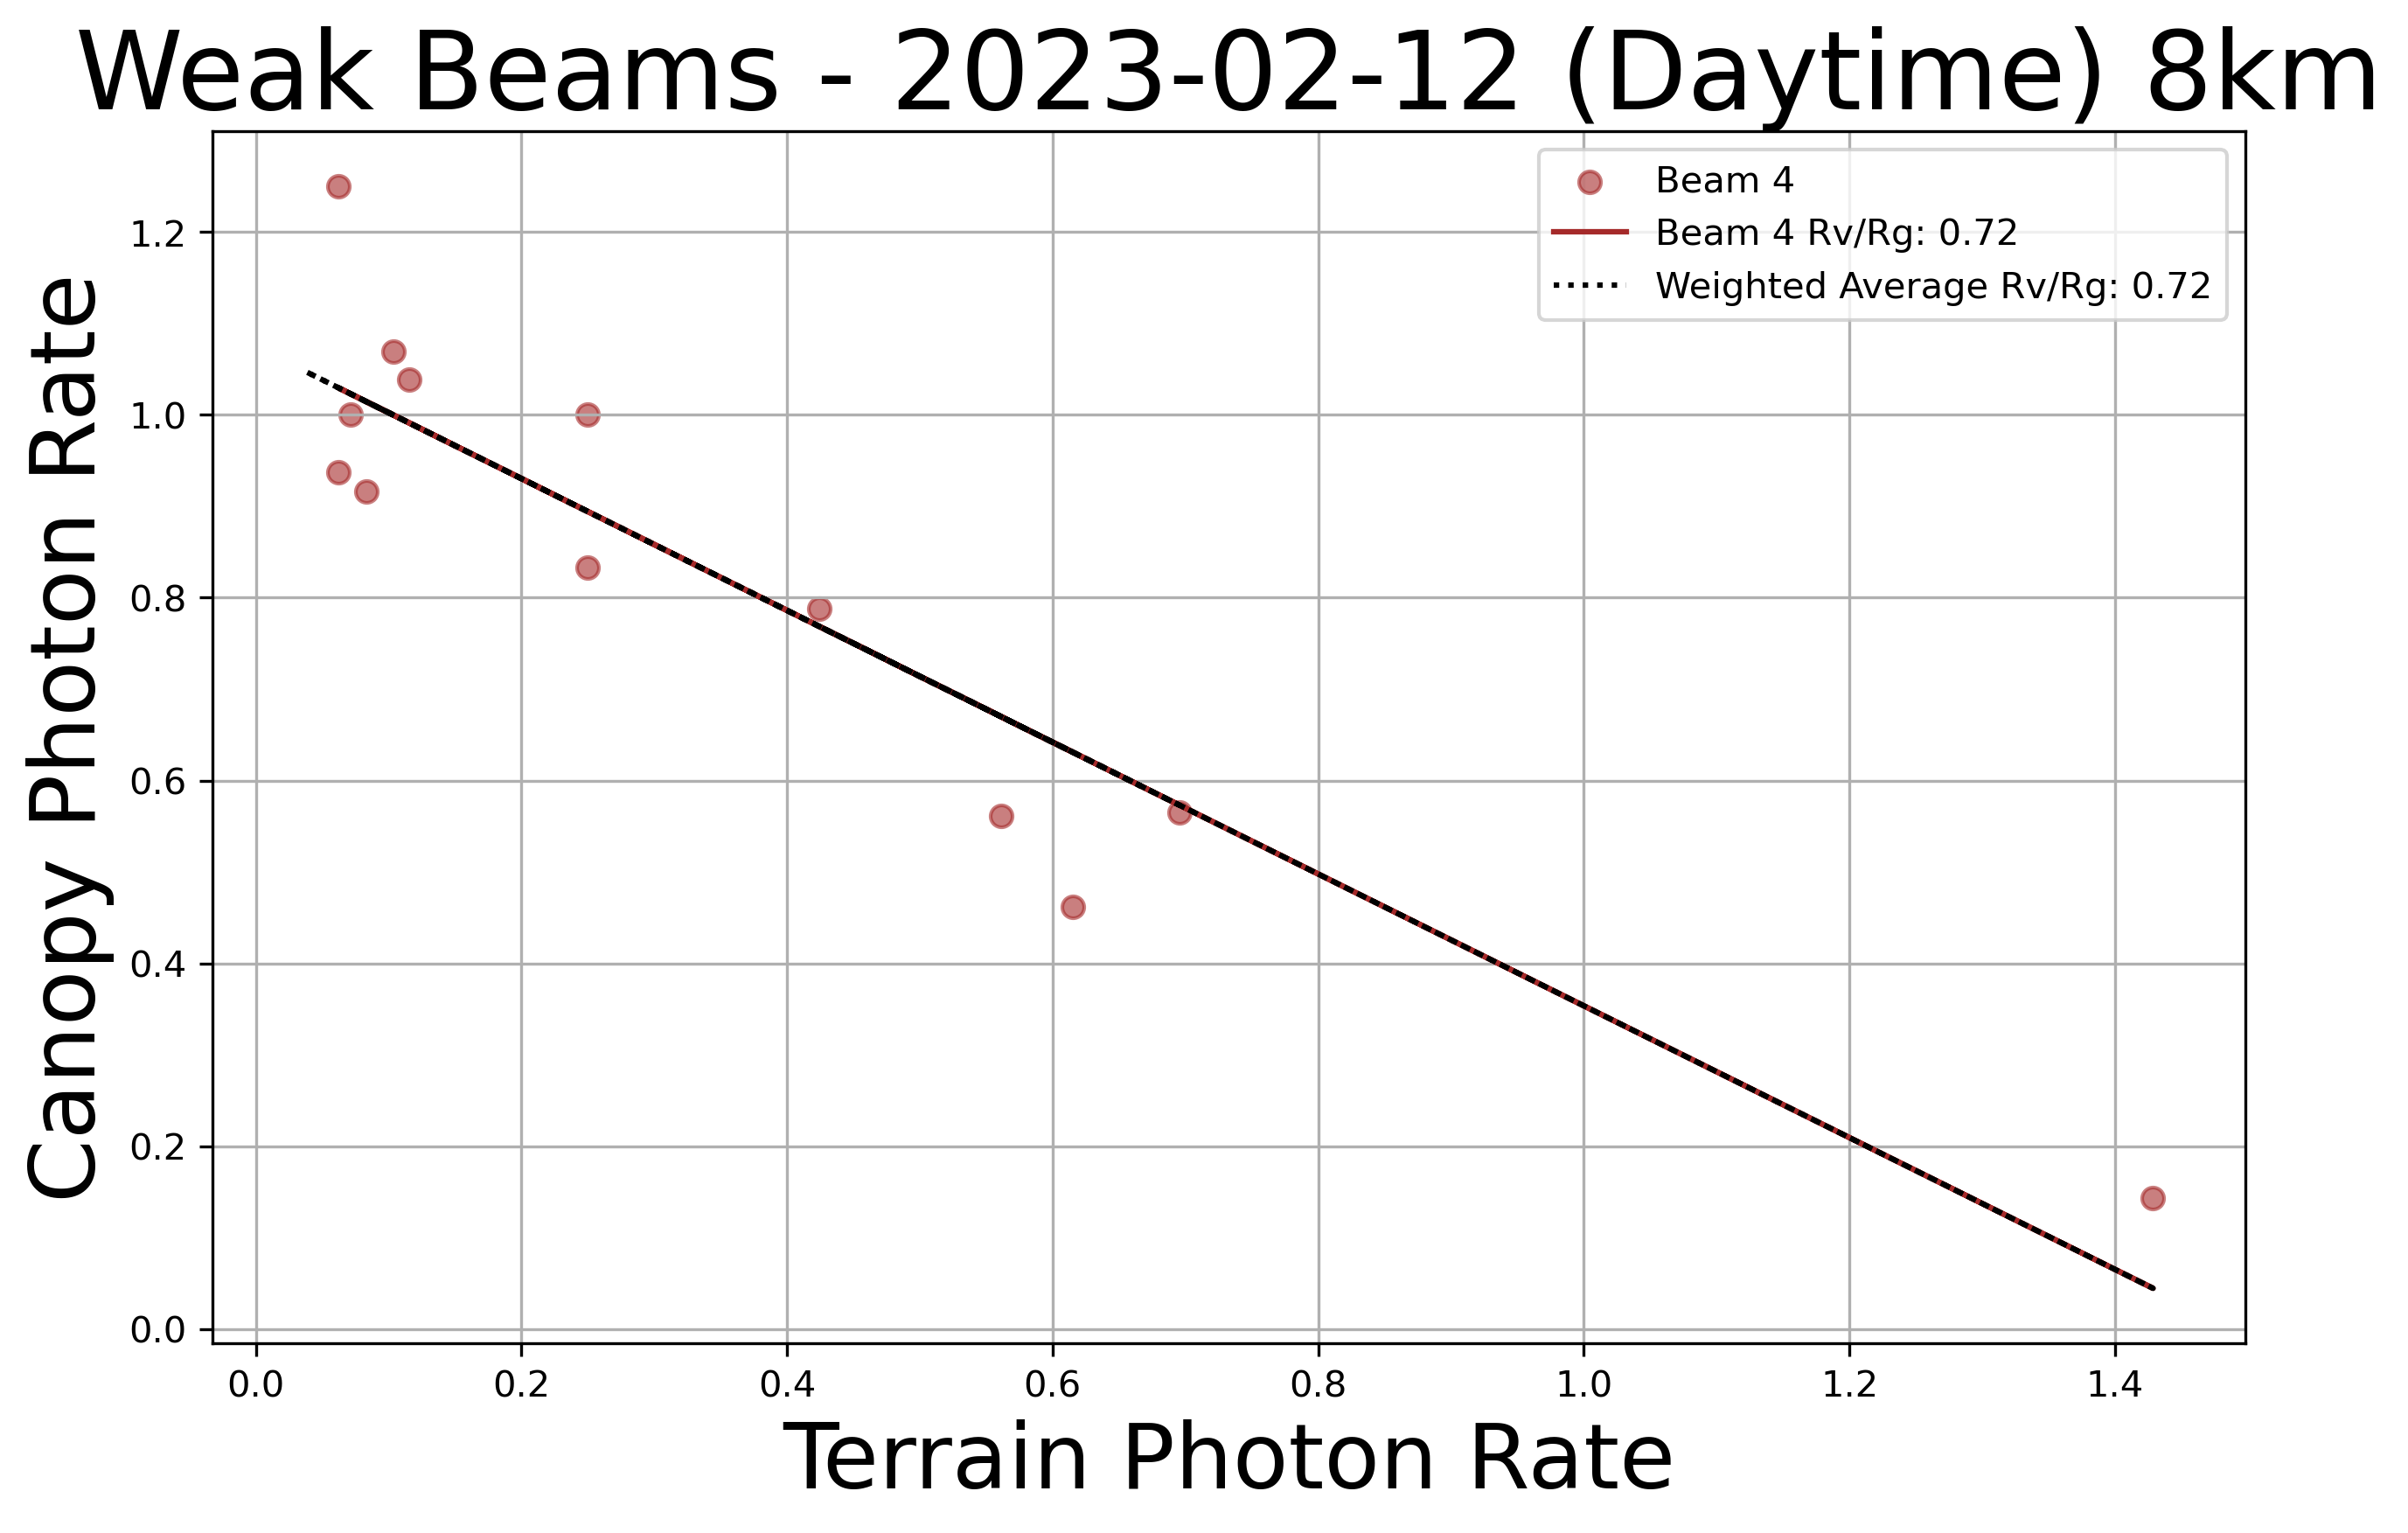 Weak Beams - 2023-02-12 (Daytime) 8km
Beam 4
Beam 4 Rv/Rg: 0.72
Weighted Average Rv/Rg: 0.72
Canopy Photon Rate
1.2
1.0
0.8
0.6
0.4
0.2
0.0
0.0 0.2 0.4 0.6 0.8 1.0 1.2 1.4
Terrain Photon Rate